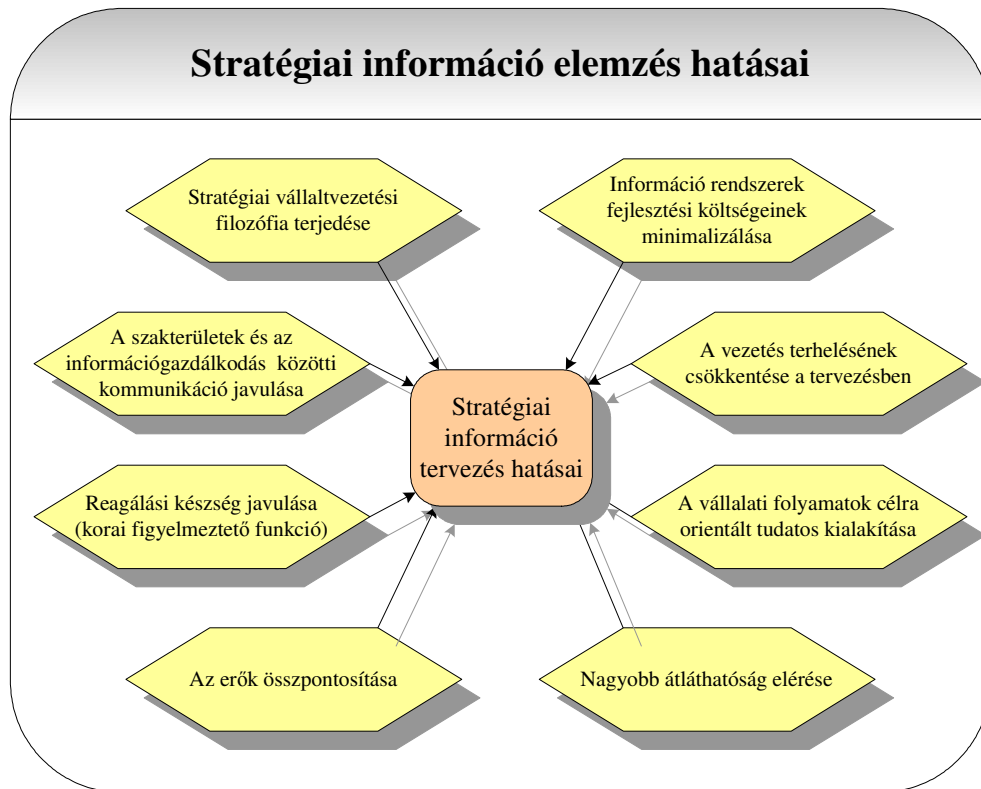 Stratégiai információ elemzés hatásai
Stratégiai vállaltvezetési
filozófia terjedése
Információ rendszerek
fejlesztési költségeinek
minimalizálása
A szakterületek és az
információgazdálkodás közötti
kommunikáció javulása
A vezetés terhelésének
csökkentése a tervezésben
Stratégiai
információ
tervezés hatásai
Reagálási készség javulása
(korai figyelmeztető funkció)
A vállalati folyamatok célra
orientált tudatos kialakítása
Az erők összpontosítása
Nagyobb átláthatóság elérése